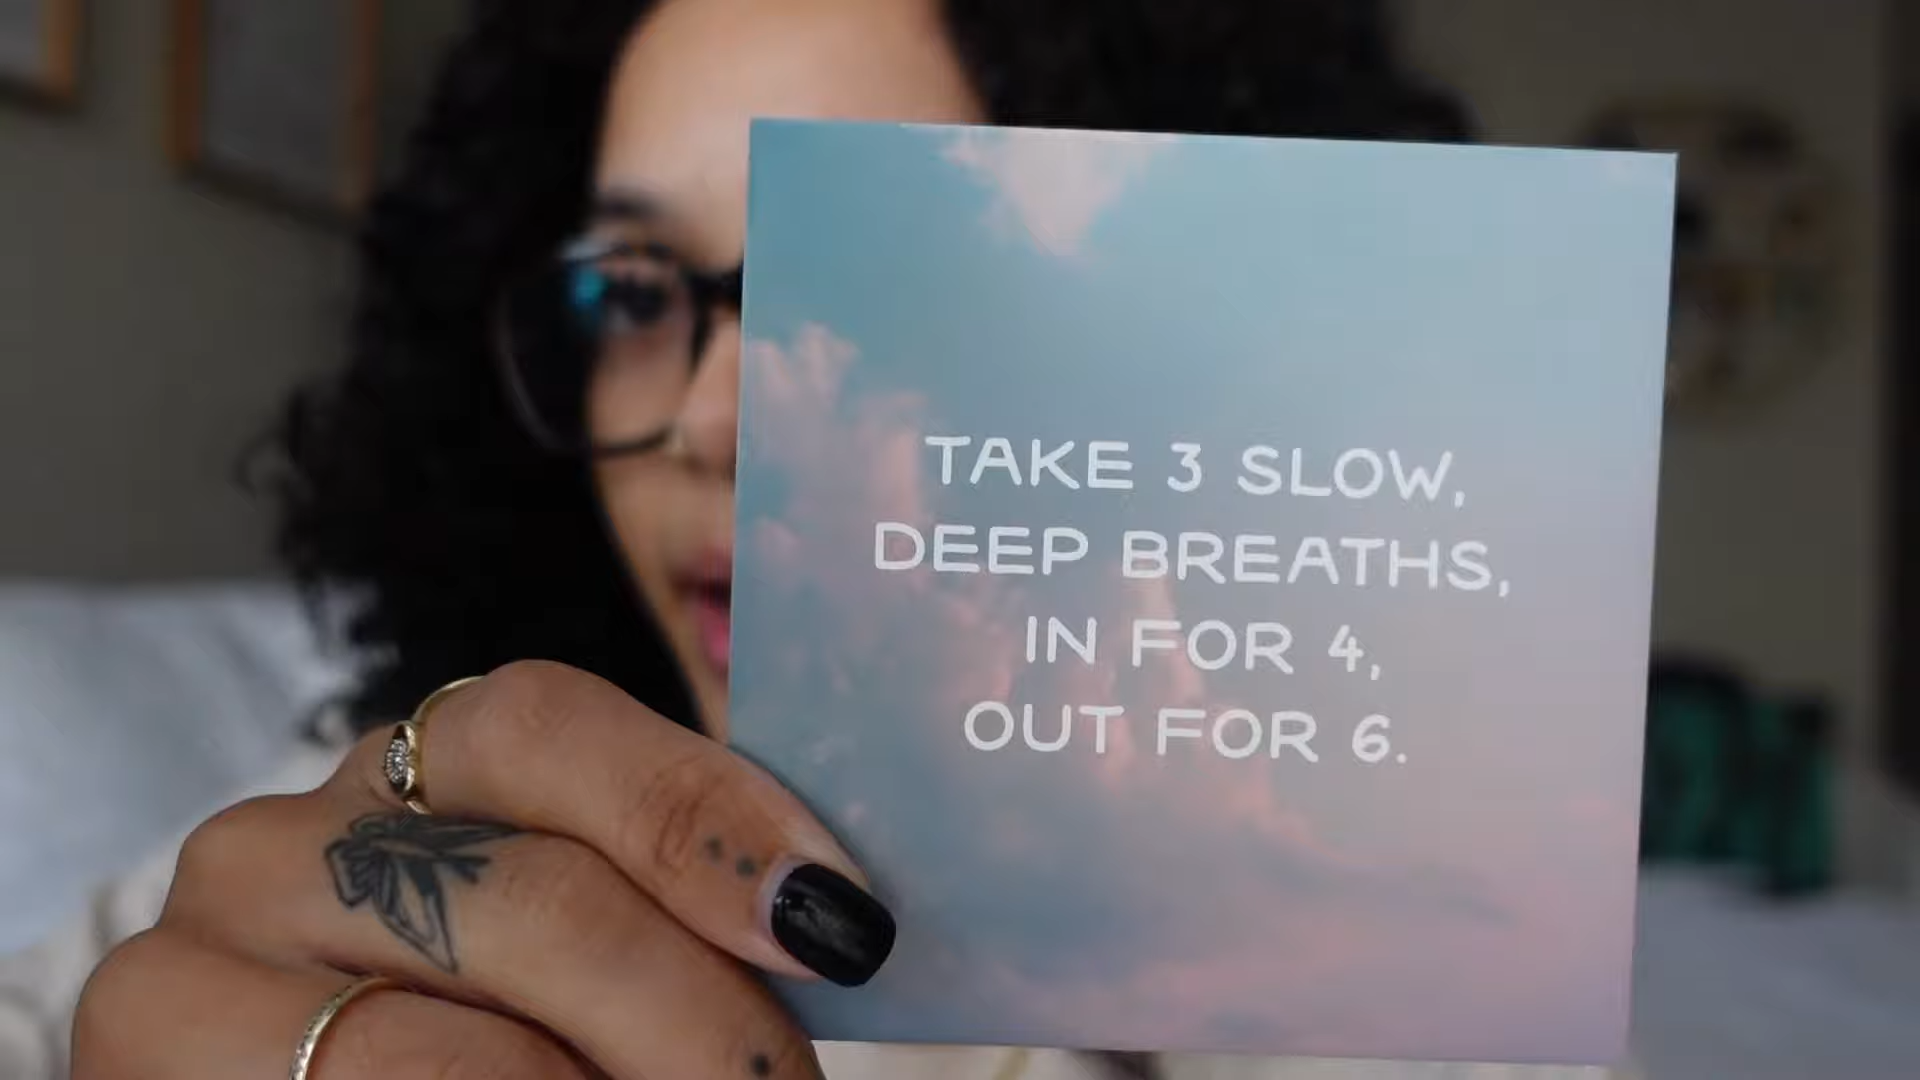 TAKE 3 SLOW,
DEEP BREATHS,
IN FOR 4,
OUT FOR 6.